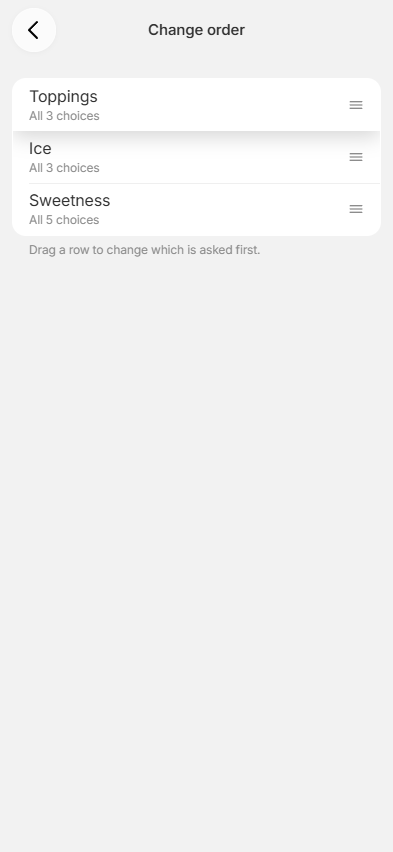 Change order
Toppings
All 3 choices
Ice
All 3 choices
Sweetness
All 5 choices
Drag a row to change which is asked first.